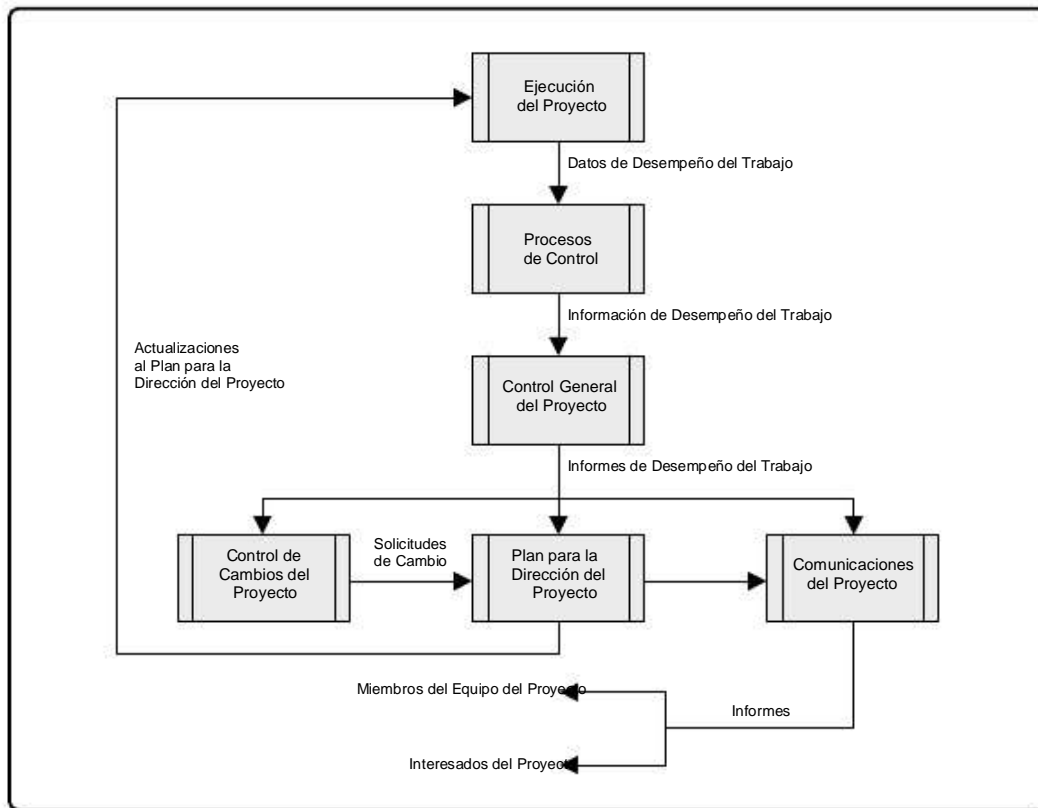 Ejecución
del Proyecto
Datos de Desempeño del Trabajo
Procesos
de Control
Información de Desempeño del Trabajo
Actualizaciones
al Plan para la
Dirección del Proyecto
Control General
del Proyecto
Informes de Desempeño del Trabajo
Control de
Cambios del
Proyecto
Solicitudes
de Cambio
Plan para la
Dirección del
Proyecto
Comunicaciones
del Proyecto
Miembros del Equipo del Proyecto
Informes
Interesados del Proyecto